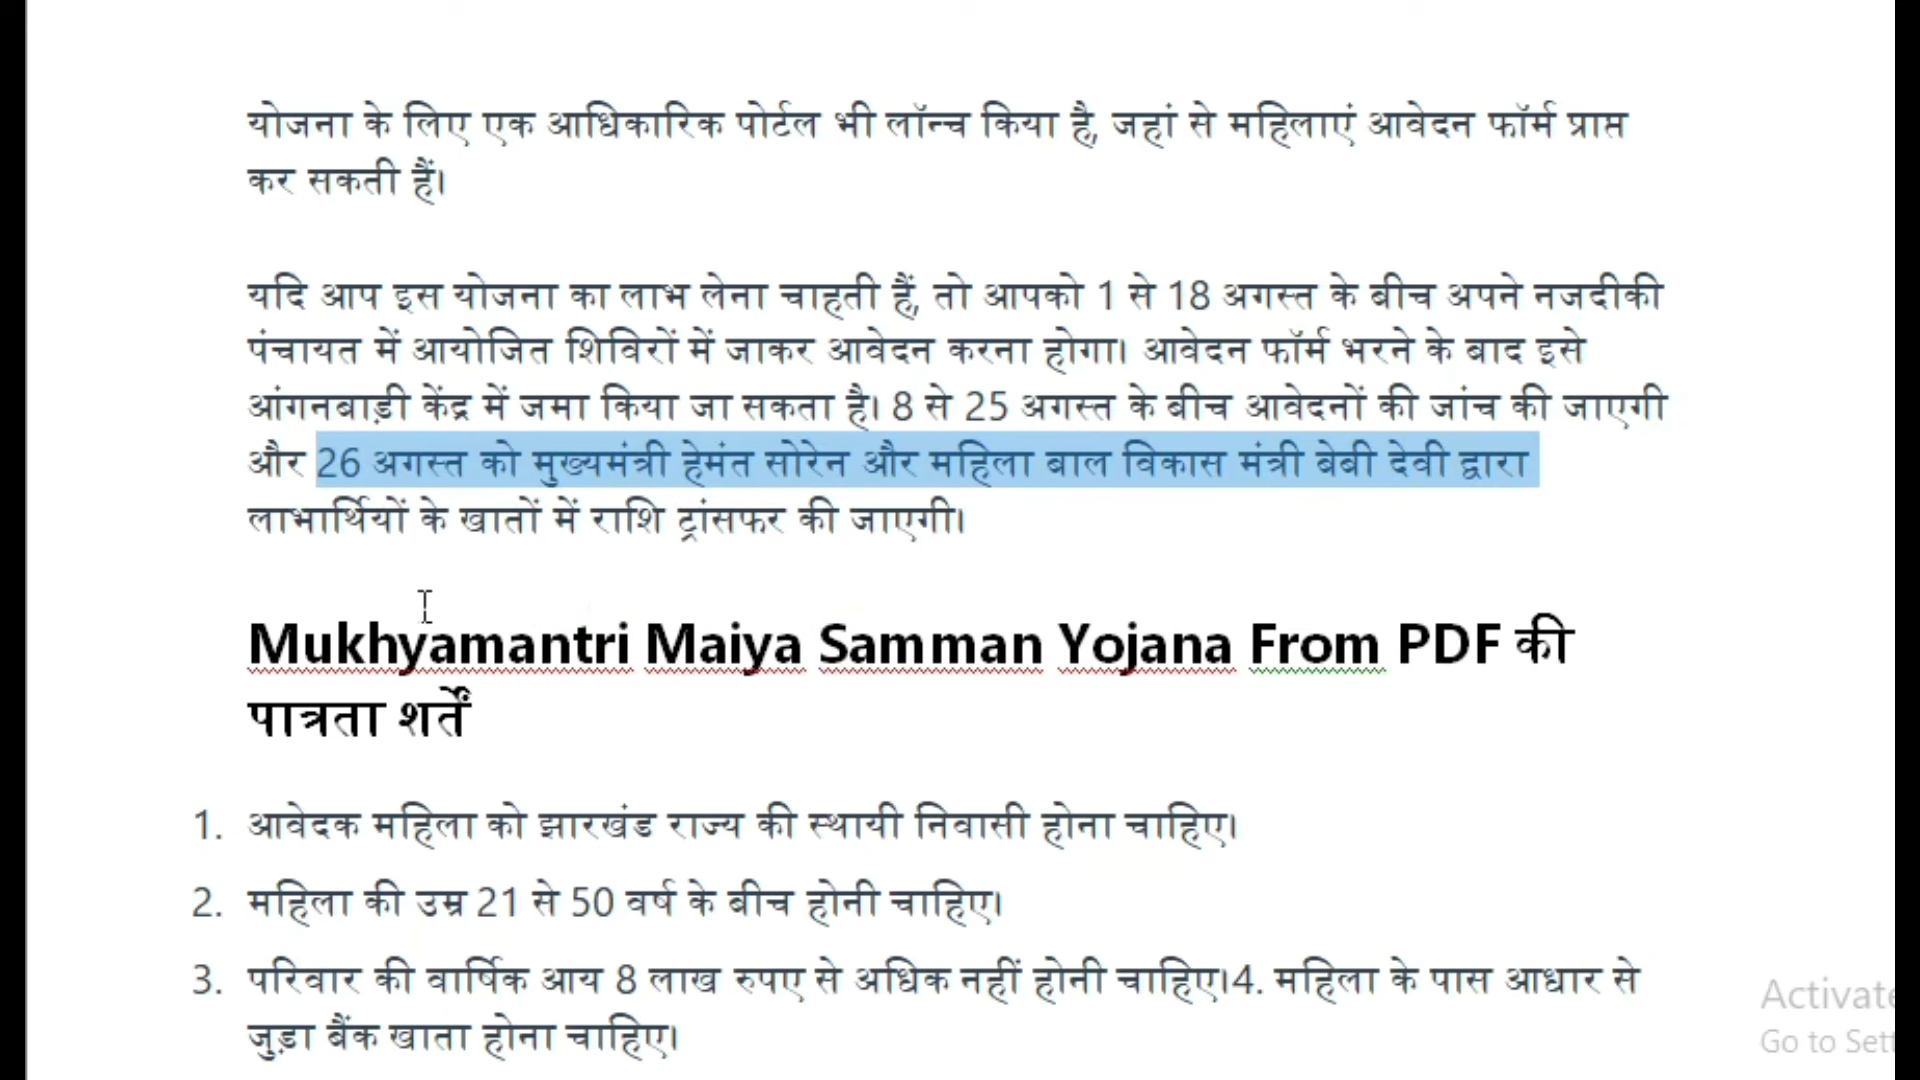 योजना के लिए एक आधिकारिक पोर्टल भी लॉन्च किया है, जहां से महिलाएं आवेदन फॉर्म प्राप्त
कर सकती हैं।
यदि आप इस योजना का लाभ लेना चाहती हैं, तो आपको 1 से 18 अगस्त के बीच अपने नजदीकी
पंचायत में आयोजित शिविरों में जाकर आवेदन करना होगा। आवेदन फॉर्म भरने के बाद इसे
आंगनबाड़ी केंद्र में जमा किया जा सकता है। 8 से 25 अगस्त के बीच आवेदनों की जांच की जाएगी
और 26 अगस्त को मुख्यमंत्री हेमंत सोरेन और महिला बाल विकास मंत्री बेबी देवी द्वारा
लाभार्थियों के खातों में राशि ट्रांसफर की जाएगी।
Mukhyamantri Maiya Samman Yojana From PDF की
पात्रता शर्तें
1. आवेदक महिला को झारखंड राज्य की स्थायी निवासी होना चाहिए।
2. महिला की उम्र 21 से 50 वर्ष के बीच होनी चाहिए।
3. परिवार की वार्षिक आय 8 लाख रुपए से अधिक नहीं होनी चाहिए।4. महिला के पास आधार से
जुड़ा बैंक खाता होना चाहिए।
Activate
Go to Sett